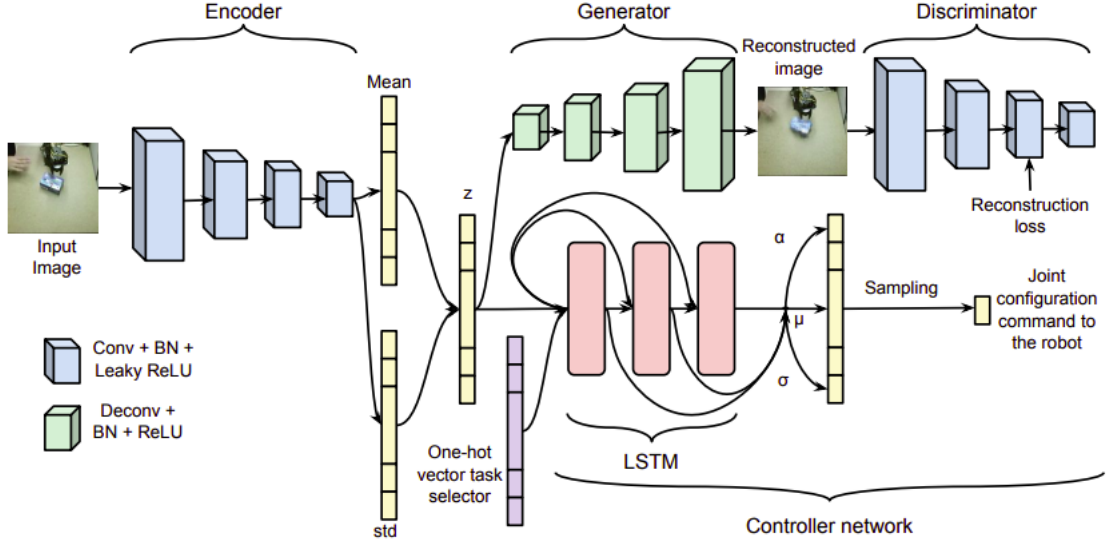 Encoder
Generator
Discriminator
Mean
Reconstructed
image
Input
Image
z
Reconstruction
loss
α
μ
σ
Sampling
Joint
configuration
command to
the robot
Conv + BN +
Leaky ReLU
Deconv +
BN + ReLU
One-hot
vector task
selector
std
LSTM
Controller network